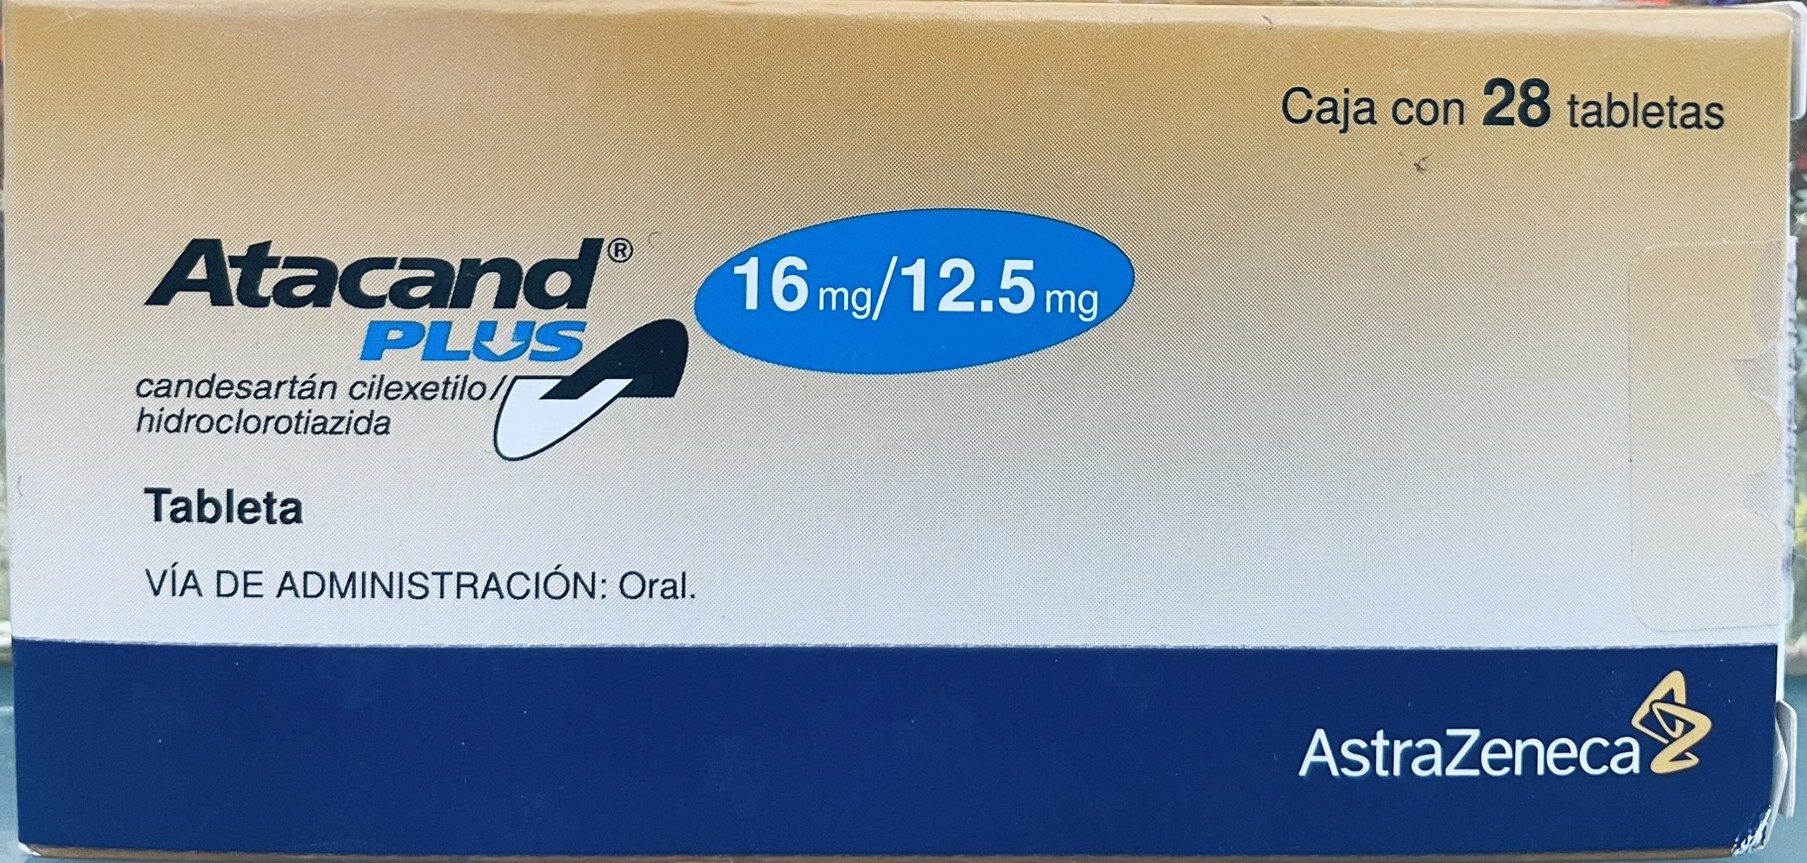 Caja con 28 tabletas
Atacand®
PLUS
16 mg/12.5 mg
candesartán cilexetilo/
hidroclorotiazida
Tableta
VÍA DE ADMINISTRACIÓN: Oral.
AstraZeneca